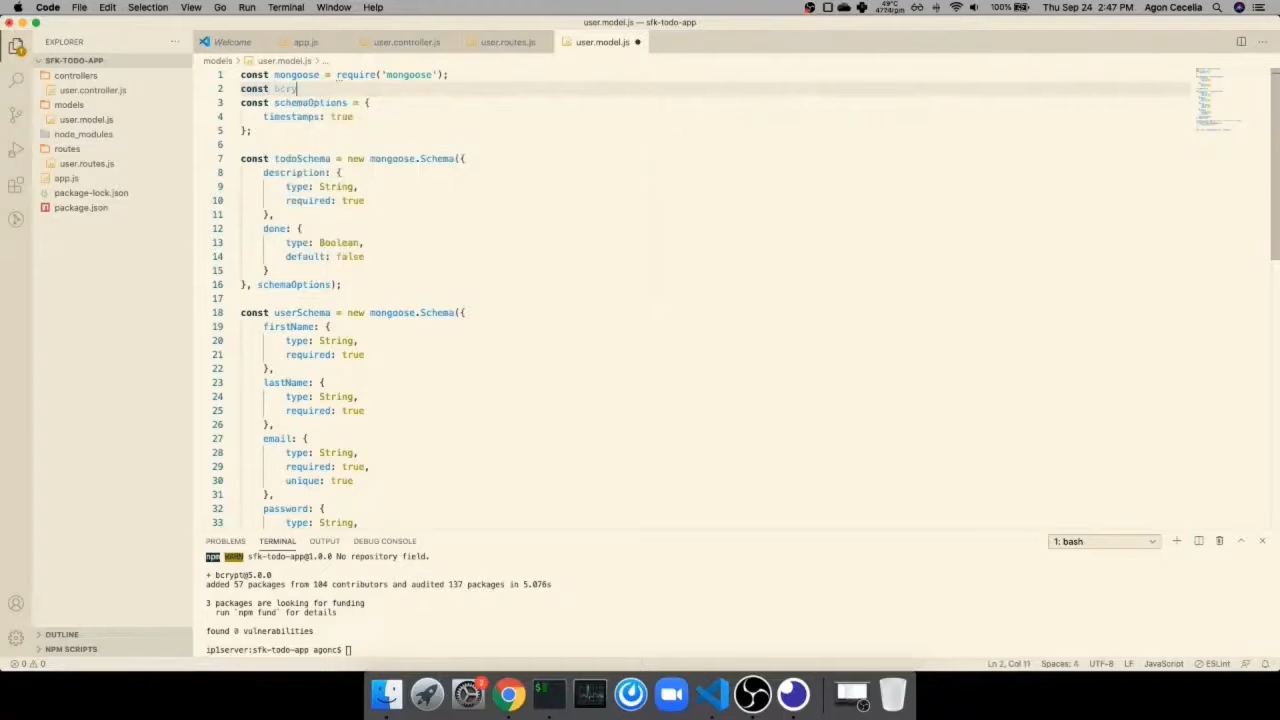 Code File Edit Selection View Go Run Terminal Window Help 100% Thu Sep 24 2:47 PM Agon Cecelia
user.model.js — sfk-todo-app
EXPLORER
Welcome app.js user.controller.js user.routes.js user.model.js
SFK-TODO-APP
controllers
user.controller.js
models
user.model.js
node_modules
routes
user.routes.js
app.js
package-lock.json
package.json
OUTLINE
NPM SCRIPTS
models > user.model.js > ...
1 const mongoose = require('mongoose');
2 const bcry
3 const schemaOptions = {
4 timestamps: true
5 };
6
7 const todoSchema = new mongoose.Schema({
8 description: {
9 type: String,
10 required: true
11 },
12 done: {
13 type: Boolean,
14 default: false
15 }
16 }, schemaOptions);
17
18 const userSchema = new mongoose.Schema({
19 firstName: {
20 type: String,
21 required: true
22 },
23 lastName: {
24 type: String,
25 required: true
26 },
27 email: {
28 type: String,
29 required: true,
30 unique: true
31 },
32 password: {
33 type: String,
PROBLEMS TERMINAL OUTPUT DEBUG CONSOLE 1: bash
npm WARN sfk-todo-app@1.0.0 No repository field.
+ bcrypt@5.0.0
added 57 packages from 104 contributors and audited 137 packages in 5.076s
3 packages are looking for funding
run `npm fund` for details
found 0 vulnerabilities
ip1server:sfk-todo-app agonc$
0 0 Ln 2, Col 11 Spaces: 4 UTF-8 LF JavaScript ESLint